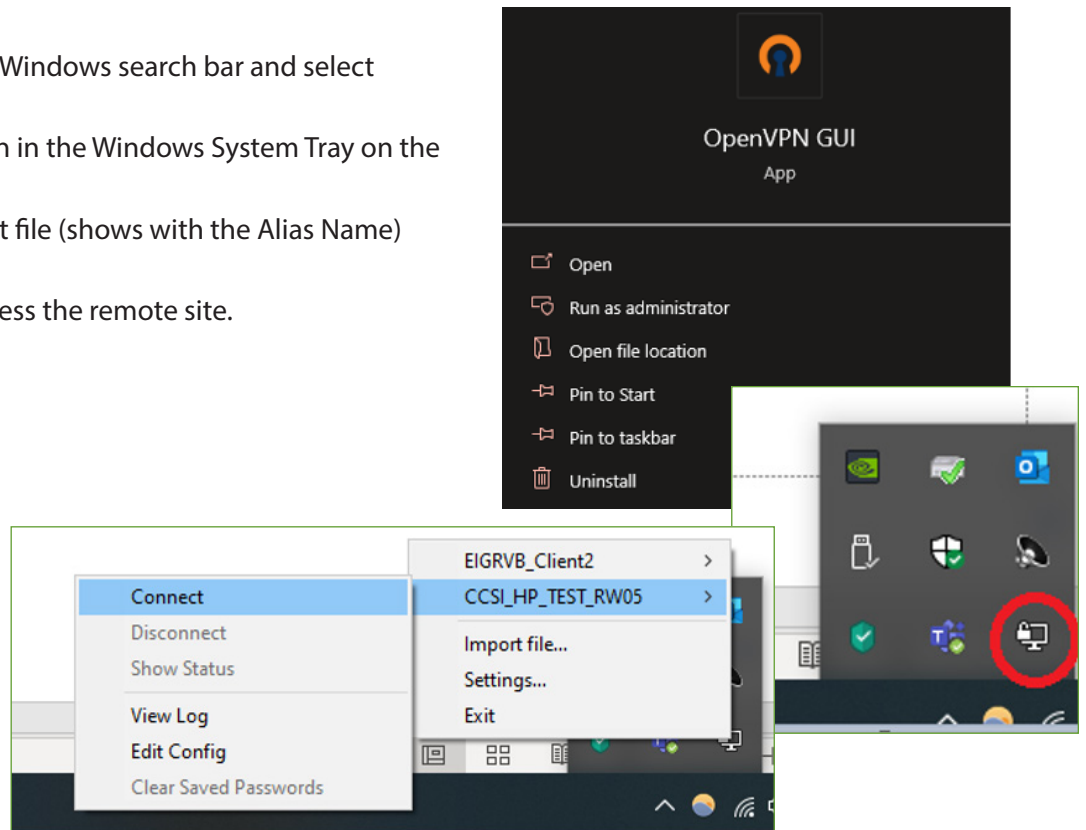 Windows search bar and select
in the Windows System Tray on the
file (shows with the Alias Name)
the remote site.
OpenVPN GUI
App
Open
Run as administrator
Open file location
Pin to Start
Pin to taskbar
Uninstall
EIGRVB_Client2
CCSI_HP_TEST_RW05
Import file...
Settings...
Exit
Connect
Disconnect
Show Status
View Log
Edit Config
Clear Saved Passwords